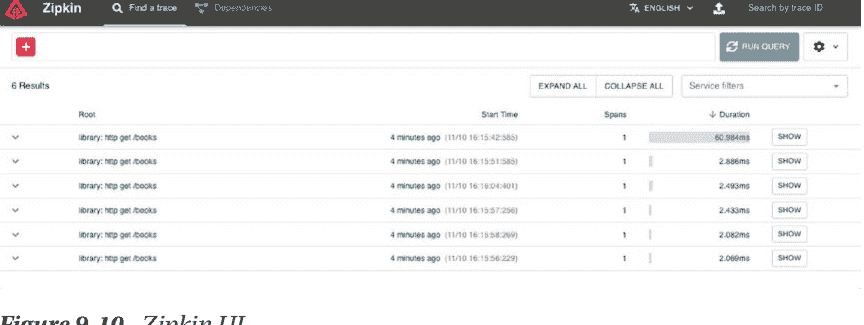 Zipkin Find a trace Dependencies ENGLISH Search by trace ID
+ RUN QUERY
6 Results EXPAND ALL COLLAPSE ALL Service filters
Root Start Time Spans Duration
library: http get /books 4 minutes ago (11/10 16:15:42:585) 1 60.984ms SHOW
library: http get /books 4 minutes ago (11/10 16:15:51:585) 1 2.886ms SHOW
library: http get /books 4 minutes ago (11/10 16:16:04:401) 1 2.493ms SHOW
library: http get /books 4 minutes ago (11/10 16:15:57:256) 1 2.433ms SHOW
library: http get /books 4 minutes ago (11/10 16:15:58:269) 1 2.082ms SHOW
library: http get /books 4 minutes ago (11/10 16:15:56:229) 1 2.069ms SHOW
Figure 9-10 Zipkin UI